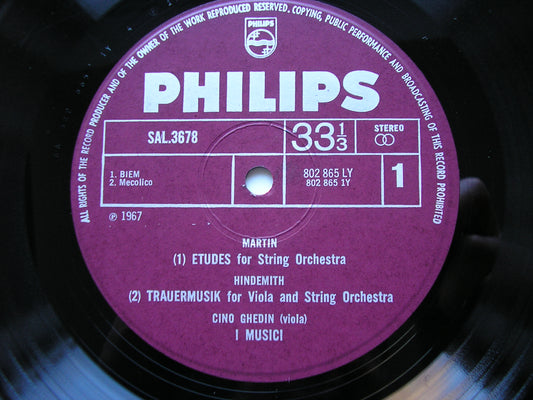 ALL RIGHTS OF THE RECORD PRODUCER AND OF THE OWNER OF THE WORK REPRODUCED RESERVED. COPYING, PUBLIC PERFORMANCE AND BROADCASTING OF THIS RECORD PROHIBITED
PHILIPS
PHILIPS
SAL.3678
33 1/3
STEREO
1. BIEM
2. Mecolico
802 865 LY
802 865 1Y
1
℗ 1967
MARTIN
(1) ETUDES for String Orchestra
HINDEMITH
(2) TRAUERMUSIK for Viola and String Orchestra
CINO GHEDIN (viola)
I MUSICI